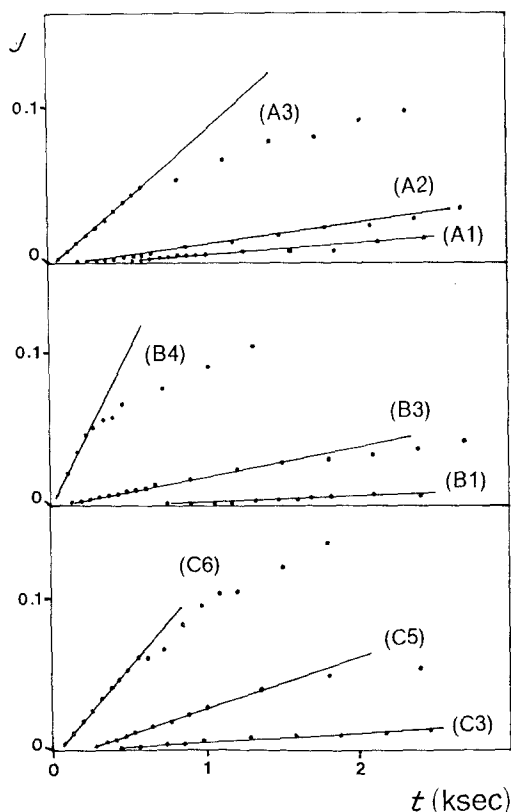 J
0.1
(A3)
(A2)
(A1)
0
0.1
(B4)
(B3)
(B1)
0
(C6)
0.1
(C5)
(C3)
0
0 1 2
t (ksec)